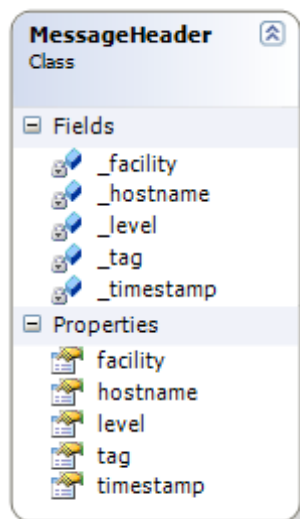 MessageHeader
Class
Fields
_facility
_hostname
_level
_tag
_timestamp
Properties
facility
hostname
level
tag
timestamp